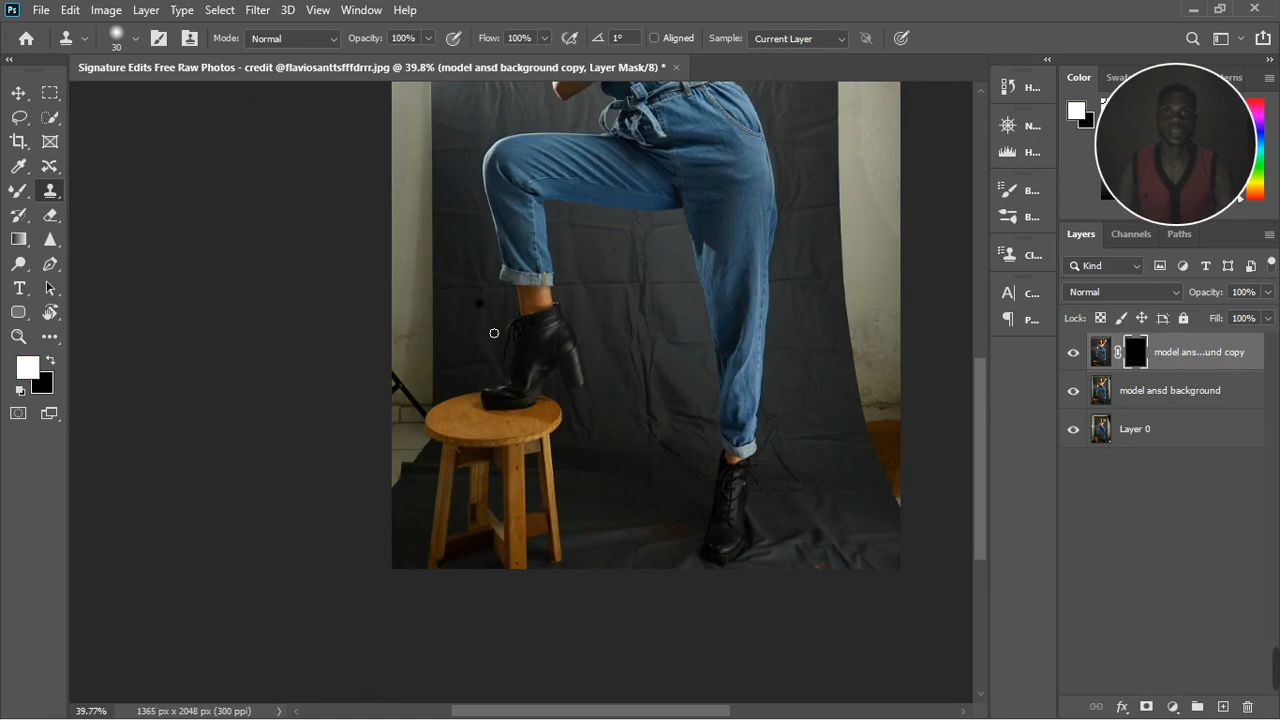 Ps File Edit Image Layer Type Select Filter 3D View Window Help
30 Mode: Normal Opacity: 100% Flow: 100% 1° Aligned Sample: Current Layer
Signature Edits Free Raw Photos - credit @flaviosanttsfffdrrr.jpg @ 39.8% (model ansd background copy, Layer Mask/8) *
H...
N...
H...
B...
B...
Cl...
C...
P...
Color
Layers Channels Paths
Kind
Normal Opacity: 100%
Lock: Fill: 100%
model ans...und copy
model ansd background
Layer 0
39.77% 1365 px x 2048 px (300 ppi)